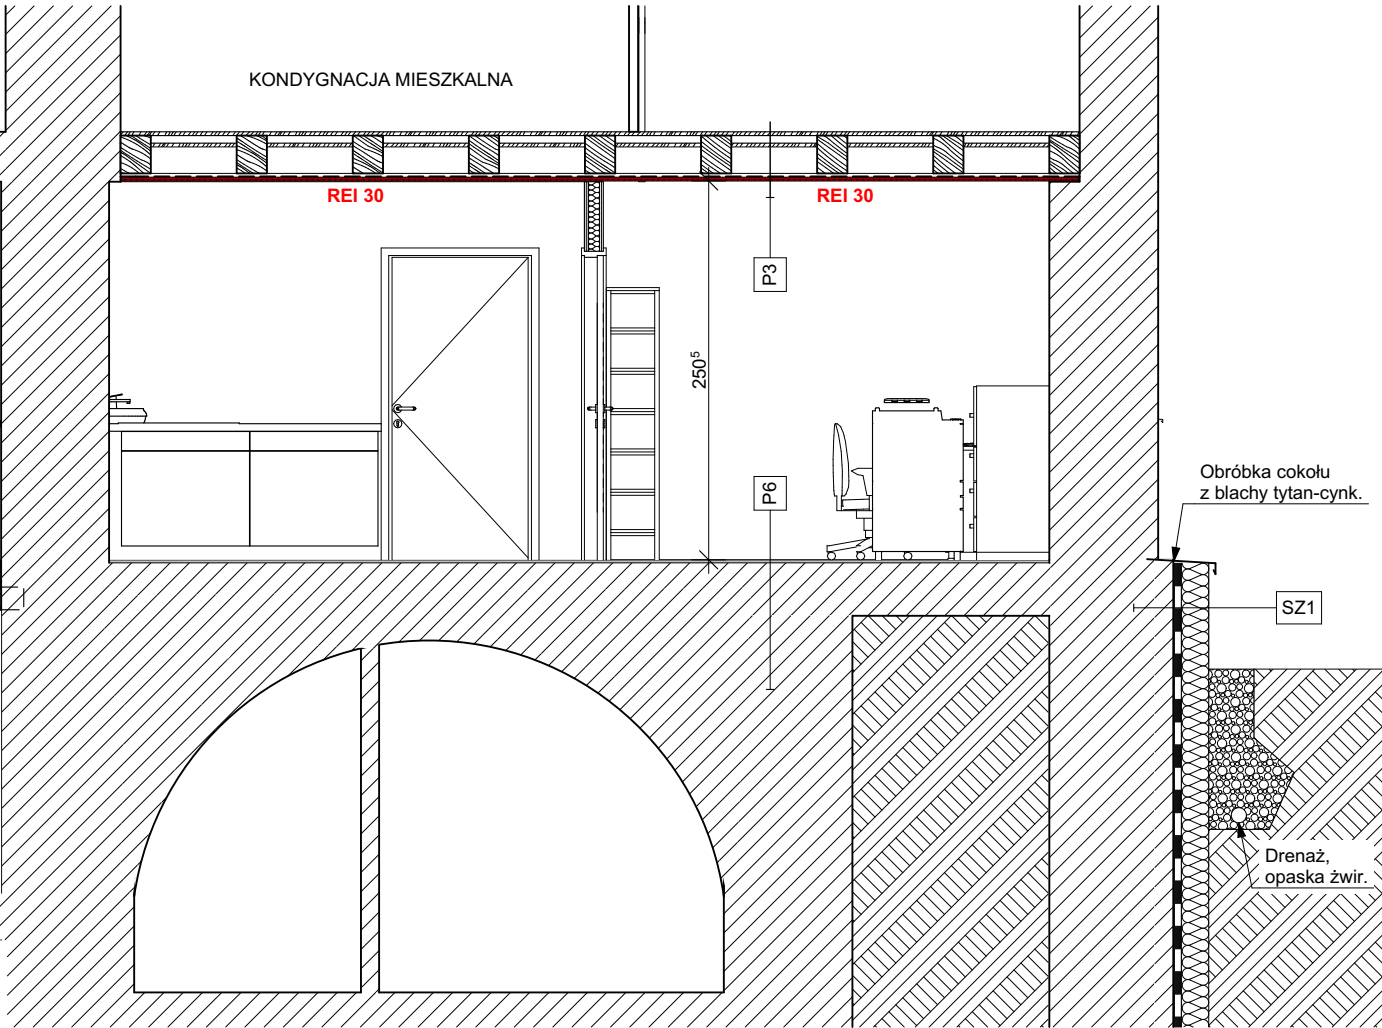 KONDYGNACJA MIESZKALNA
REI 30
REI 30
P3
250⁵
P6
Obróbka cokołu
z blachy tytan-cynk.
SZ1
Drenaż,
opaska żwir.